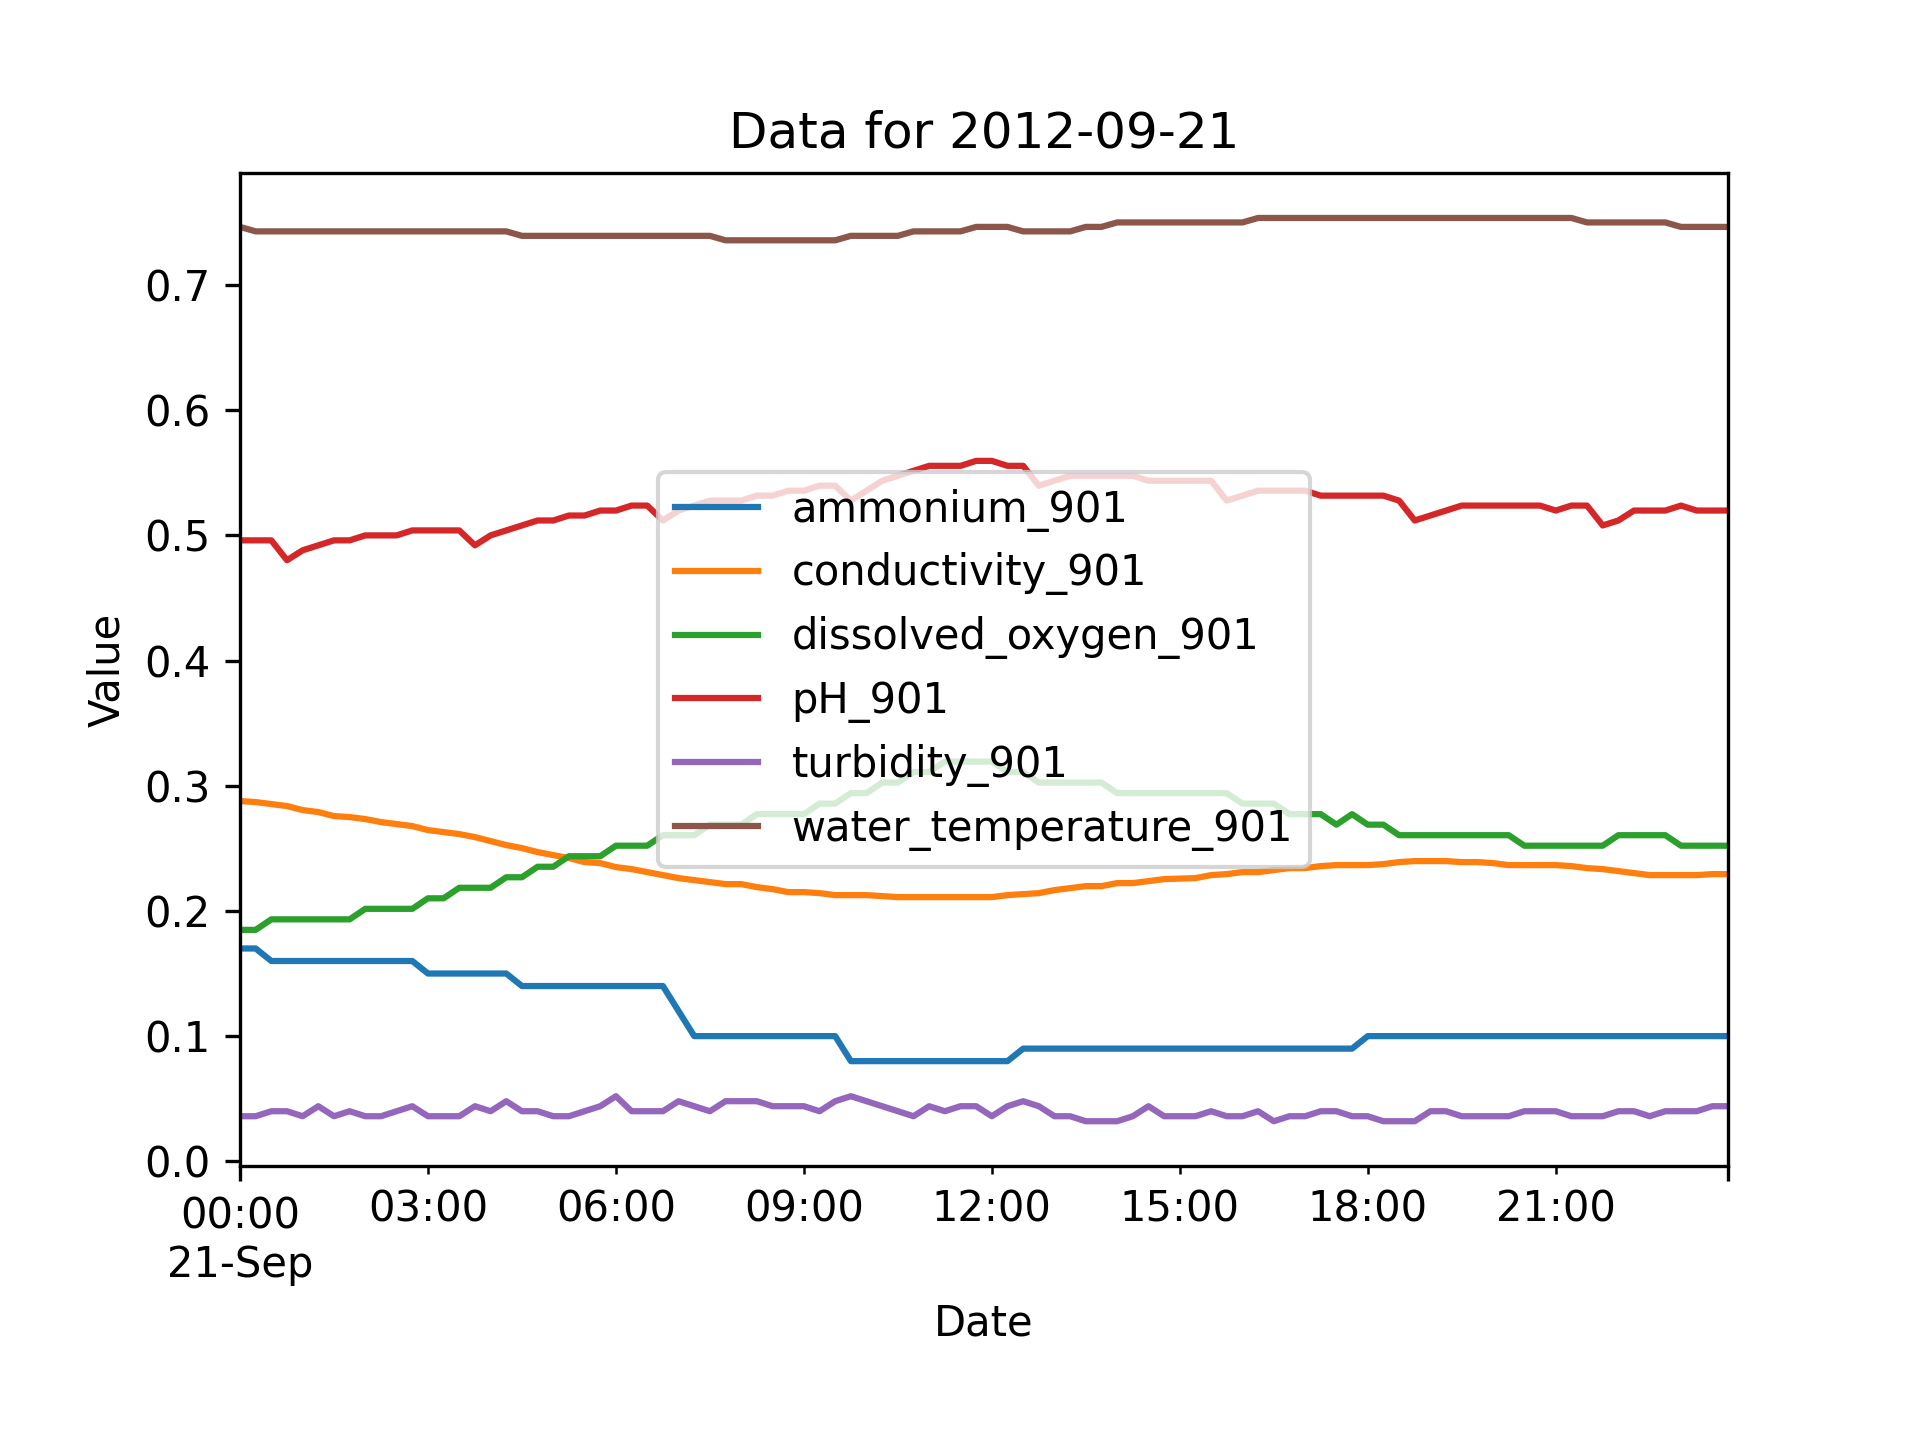 Data for 2012-09-21
Value
0.7
0.6
0.5
0.4
0.3
0.2
0.1
0.0
ammonium_901
conductivity_901
dissolved_oxygen_901
pH_901
turbidity_901
water_temperature_901
00:00 03:00 06:00 09:00 12:00 15:00 18:00 21:00
21-Sep
Date